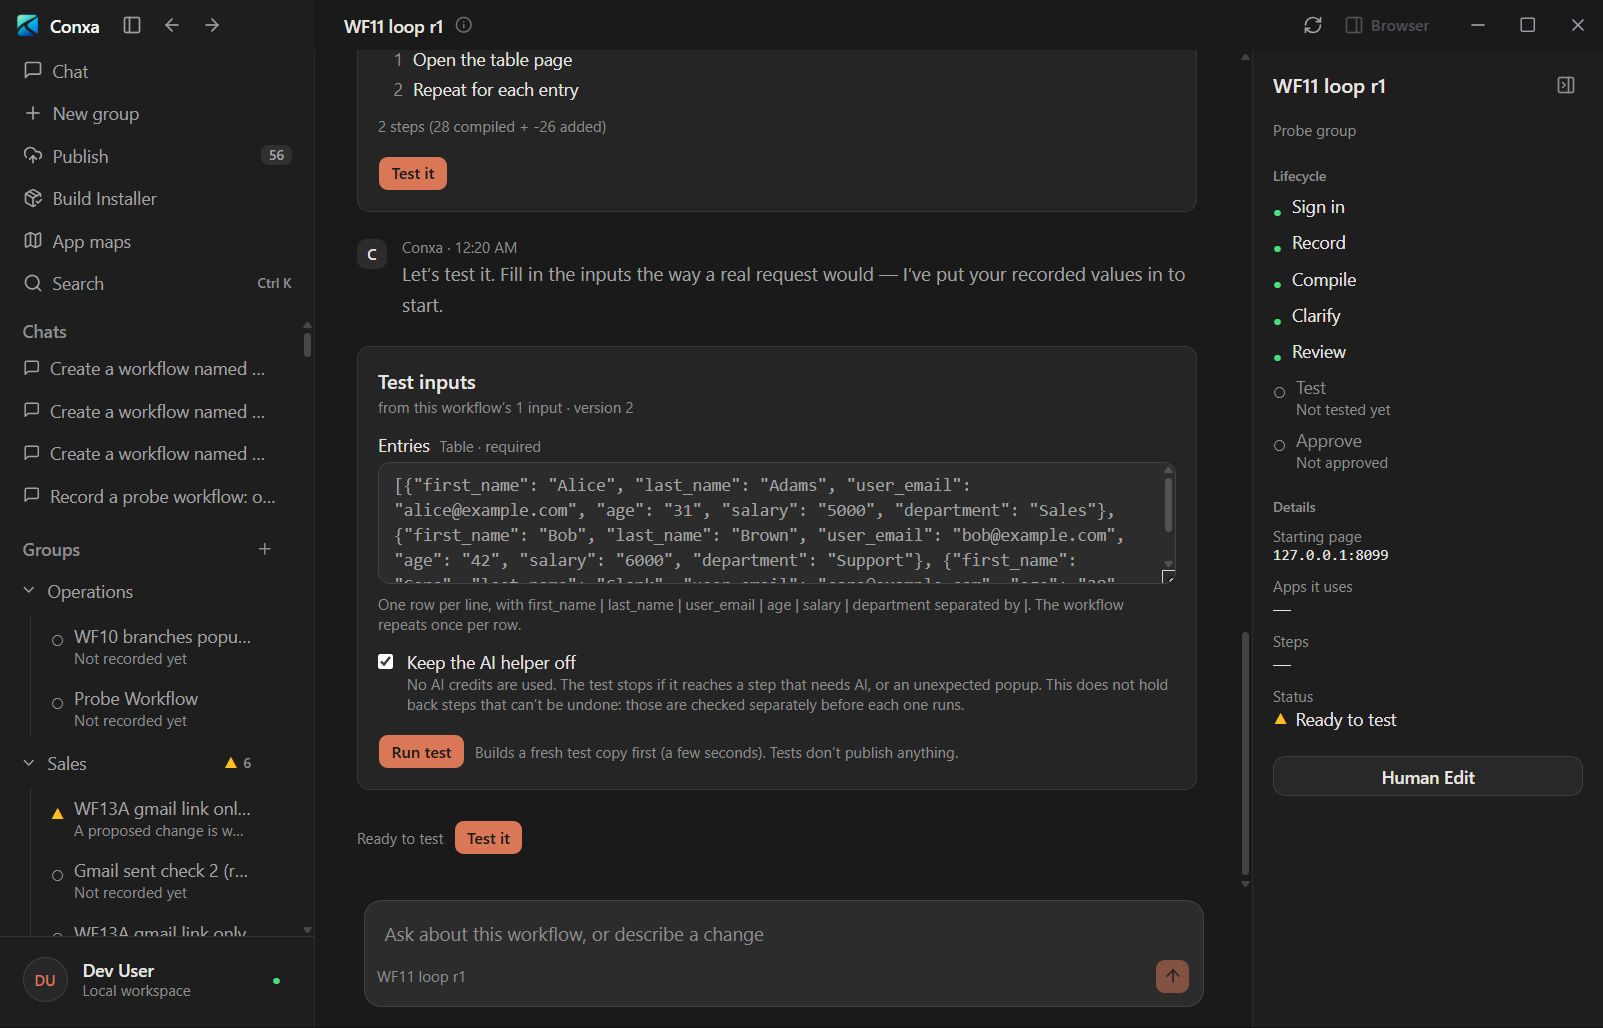 Conxa
WF11 loop r1
Browser
Chat
New group
Publish 56
Build Installer
App maps
Search Ctrl K
Chats
Create a workflow named ...
Create a workflow named ...
Create a workflow named ...
Record a probe workflow: o...
Groups
Operations
WF10 branches popu...
Not recorded yet
Probe Workflow
Not recorded yet
Sales 6
WF13A gmail link onl...
A proposed change is w...
Gmail sent check 2 (r...
Not recorded yet
WF13A gmail link only
DU
Dev User
Local workspace
1 Open the table page
2 Repeat for each entry
2 steps (28 compiled + -26 added)
Test it
C
Conxa · 12:20 AM
Let's test it. Fill in the inputs the way a real request would — I've put your recorded values in to
start.
Test inputs
from this workflow's 1 input · version 2
Entries Table · required
[{"first_name": "Alice", "last_name": "Adams", "user_email":
"alice@example.com", "age": "31", "salary": "5000", "department": "Sales"},
{"first_name": "Bob", "last_name": "Brown", "user_email": "bob@example.com",
"age": "42", "salary": "6000", "department": "Support"}, {"first_name":
One row per line, with first_name | last_name | user_email | age | salary | department separated by |. The workflow
repeats once per row.
Keep the AI helper off
No AI credits are used. The test stops if it reaches a step that needs AI, or an unexpected popup. This does not hold
back steps that can't be undone: those are checked separately before each one runs.
Run test Builds a fresh test copy first (a few seconds). Tests don't publish anything.
Ready to test Test it
Ask about this workflow, or describe a change
WF11 loop r1
WF11 loop r1
Probe group
Lifecycle
Sign in
Record
Compile
Clarify
Review
Test
Not tested yet
Approve
Not approved
Details
Starting page
127.0.0.1:8099
Apps it uses
—
Steps
—
Status
Ready to test
Human Edit